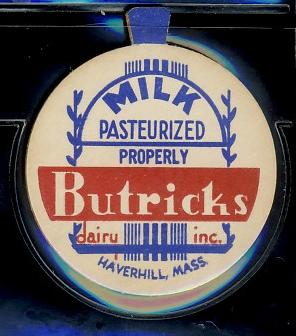 MILK
PASTEURIZED
PROPERLY
Butricks
dairy inc.
HAVERHILL, MASS.